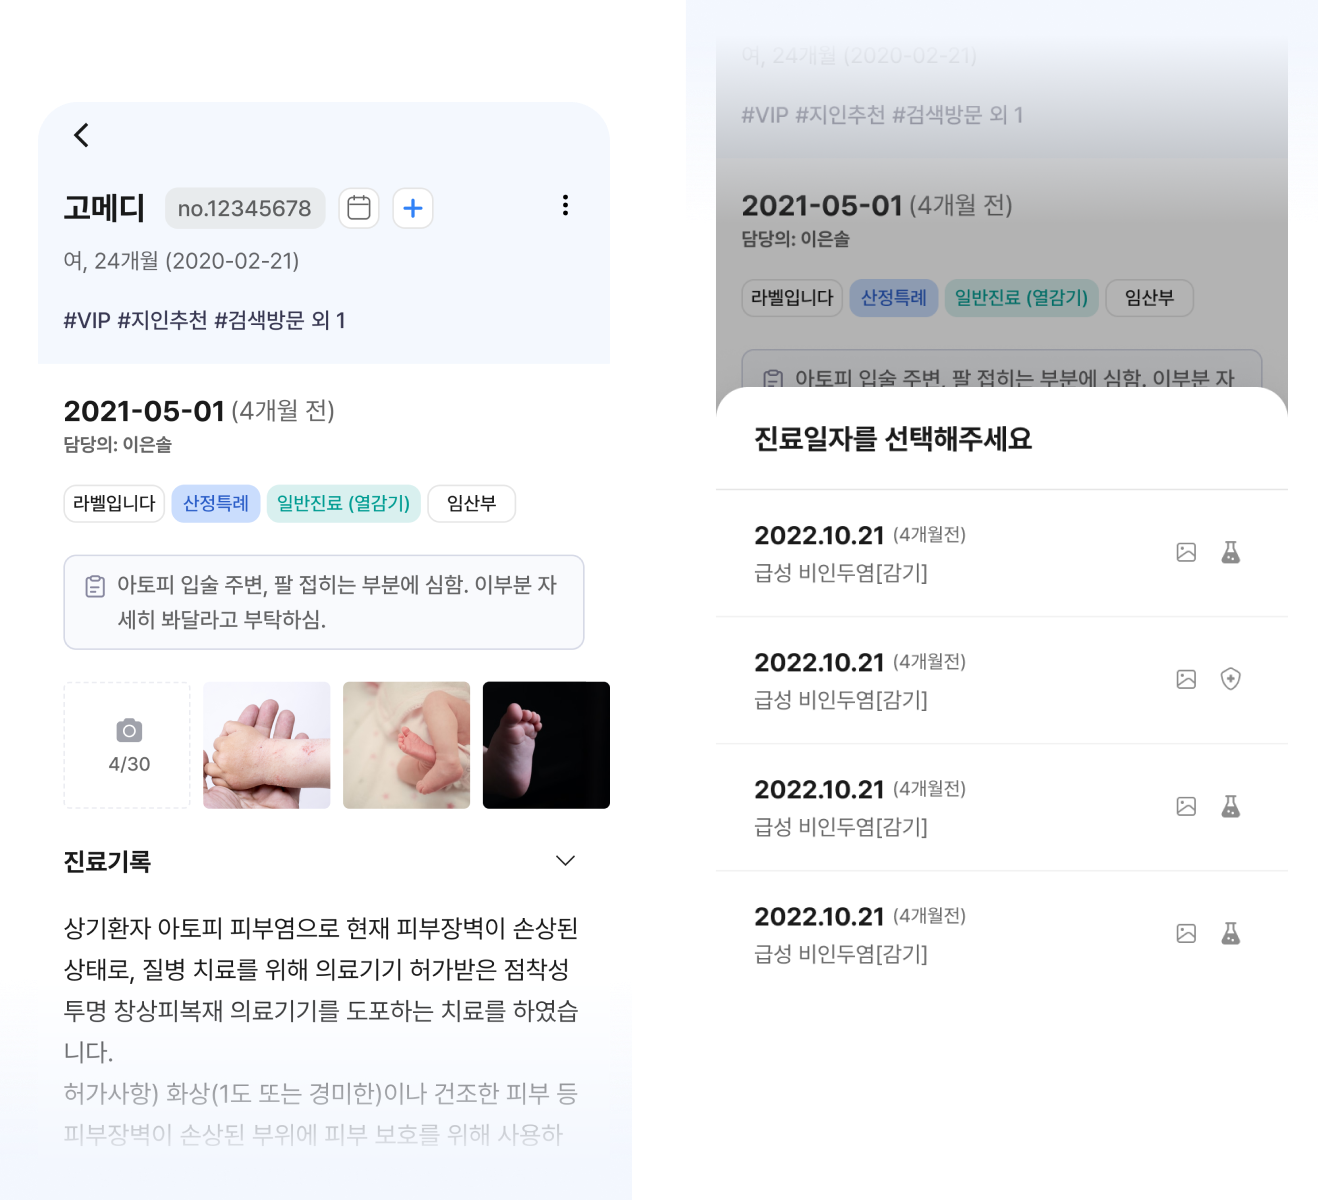 고메디 no.12345678
여, 24개월 (2020-02-21)
#VIP #지인추천 #검색방문 외 1
2021-05-01 (4개월 전)
담당의: 이은솔
라벨입니다 산정특례 일반진료 (열감기) 임산부
아토피 입술 주변, 팔 접히는 부분에 심함. 이부분 자
세히 봐달라고 부탁하심.
4/30
진료기록
상기환자 아토피 피부염으로 현재 피부장벽이 손상된
상태로, 질병 치료를 위해 의료기기 허가받은 점착성
투명 창상피복재 의료기기를 도포하는 치료를 하였습
니다.
허가사항) 화상(1도 또는 경미한)이나 건조한 피부 등
피부장벽이 손상된 부위에 피부 보호를 위해 사용하
여, 24개월 (2020-02-21)
#VIP #지인추천 #검색방문 외 1
2021-05-01 (4개월 전)
담당의: 이은솔
라벨입니다 산정특례 일반진료 (열감기) 임산부
아토피 입술 주변, 팔 접히는 부분에 심함. 이부분 자
진료일자를 선택해주세요
2022.10.21 (4개월전)
급성 비인두염[감기]
2022.10.21 (4개월전)
급성 비인두염[감기]
2022.10.21 (4개월전)
급성 비인두염[감기]
2022.10.21 (4개월전)
급성 비인두염[감기]